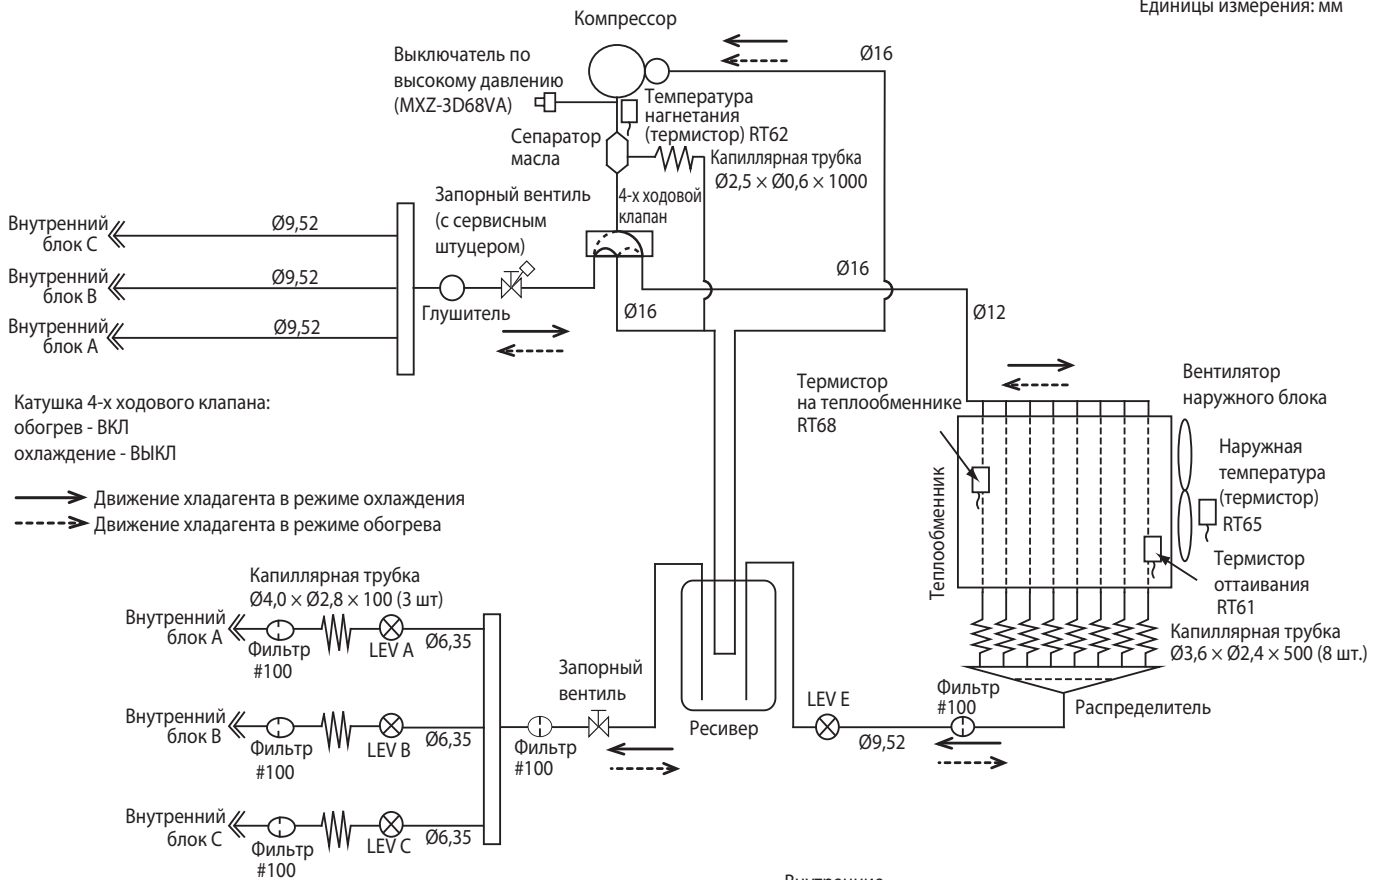 Единицы измерения: мм
Компрессор
Выключатель по
высокому давлению
(MXZ-3D68VA)
Ø16
Температура
нагнетания
(термистор) RT62
Сепаратор
масла
Капиллярная трубка
Ø2,5 × Ø0,6 × 1000
Запорный вентиль
(с сервисным
штуцером)
4-х ходовой
клапан
Внутренний
блок C
Ø9,52
Внутренний
блок B
Ø9,52
Внутренний
блок A
Ø9,52
Глушитель
Ø16
Ø16
Ø12
Катушка 4-х ходового клапана:
обогрев - ВКЛ
охлаждение - ВЫКЛ
Движение хладагента в режиме охлаждения
Движение хладагента в режиме обогрева
Термистор
на теплообменнике
RT68
Вентилятор
наружного блока
Теплообменник
Наружная
температура
(термистор)
RT65
Термистор
оттаивания
RT61
Капиллярная трубка
Ø3,6 × Ø2,4 × 500 (8 шт.)
Капиллярная трубка
Ø4,0 × Ø2,8 × 100 (3 шт)
Внутренний
блок A
Фильтр
#100
LEV A
Ø6,35
Внутренний
блок B
Фильтр
#100
LEV B
Ø6,35
Внутренний
блок C
Фильтр
#100
LEV C
Ø6,35
Фильтр
#100
Запорный
вентиль
Ресивер
LEV E
Ø9,52
Фильтр
#100
Распределитель
Внутренние